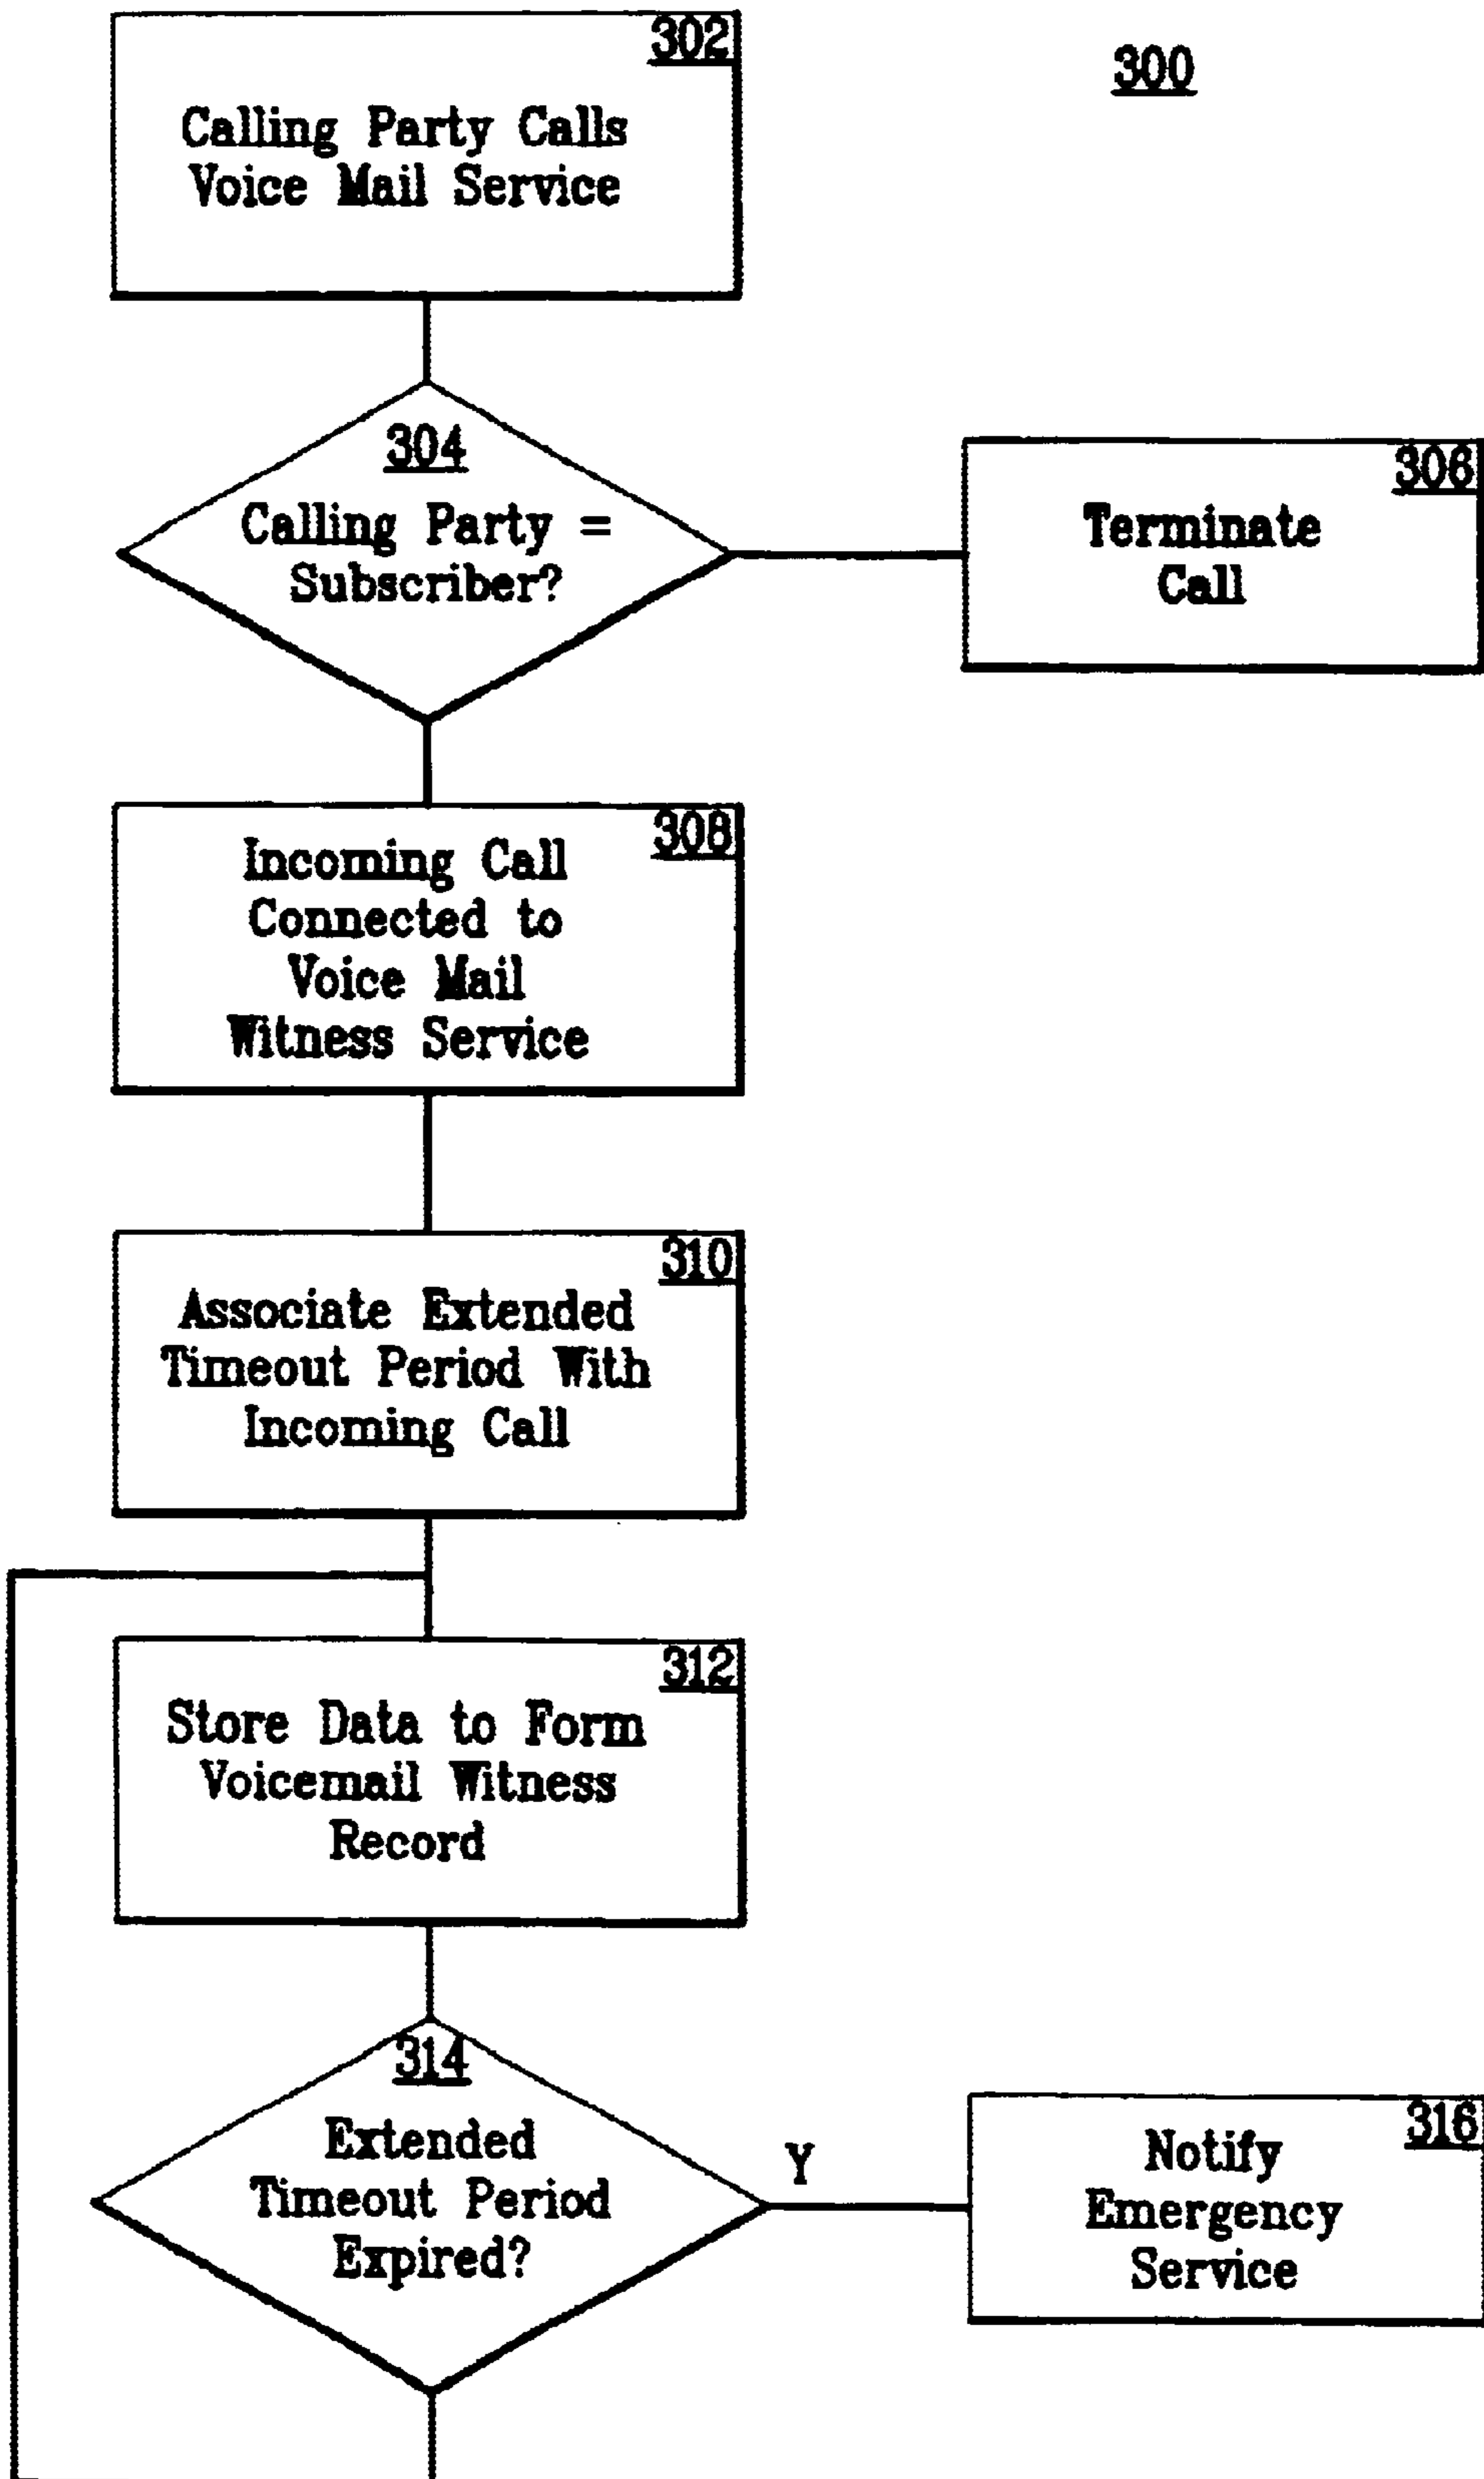 300
302
Calling Party Calls
Voice Mail Service
304
Calling Party =
Subscriber?
306
Terminate
Call
308
Incoming Call
Connected to
Voice Mail
Witness Service
310
Associate Extended
Timeout Period With
Incoming Call
312
Store Data to Form
Voicemail Witness
Record
314
Extended
Timeout Period
Expired?
Y
316
Notify
Emergency
Service